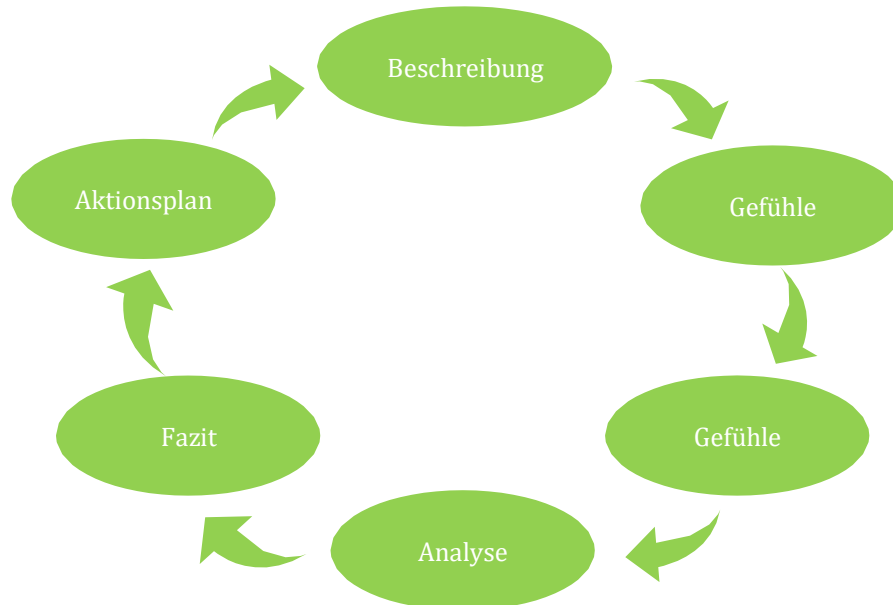 Beschreibung
Gefühle
Gefühle
Analyse
Fazit
Aktionsplan